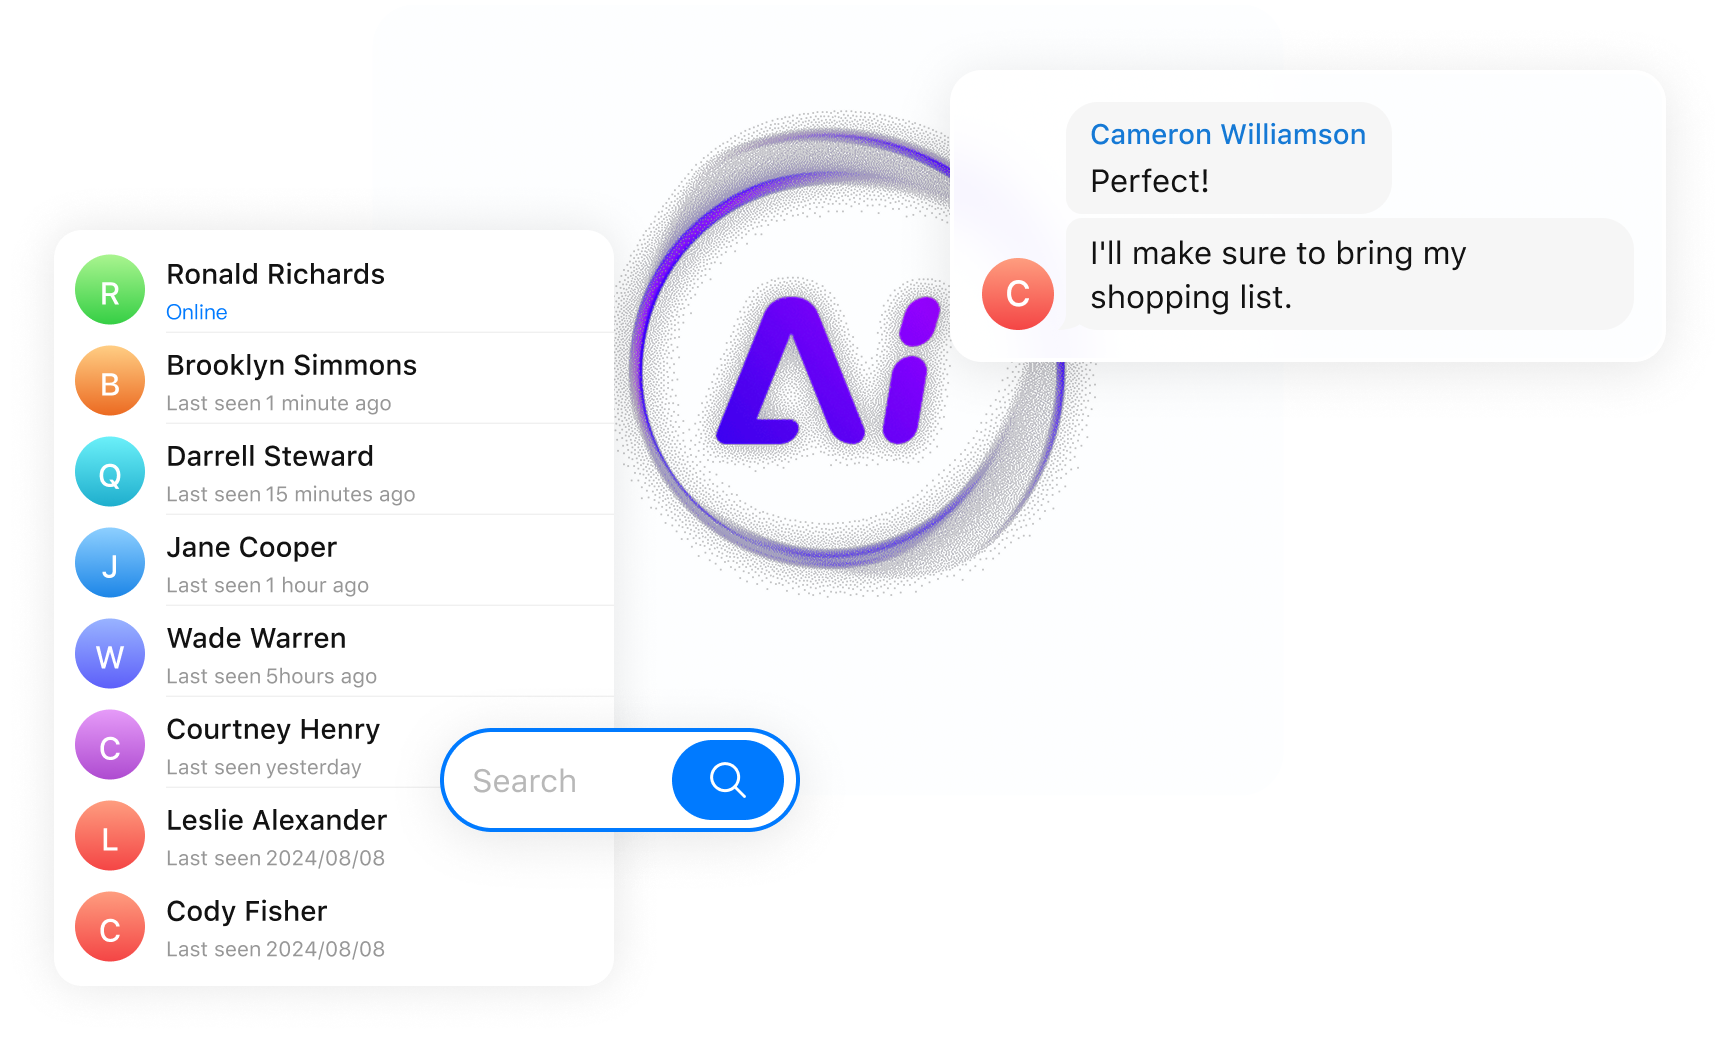 Cameron Williamson
Perfect!
I'll make sure to bring my
shopping list.
C
Ai
R
Ronald Richards
Online
B
Brooklyn Simmons
Last seen 1 minute ago
Q
Darrell Steward
Last seen 15 minutes ago
J
Jane Cooper
Last seen 1 hour ago
W
Wade Warren
Last seen 5hours ago
C
Courtney Henry
Last seen yesterday
Search
L
Leslie Alexander
Last seen 2024/08/08
C
Cody Fisher
Last seen 2024/08/08